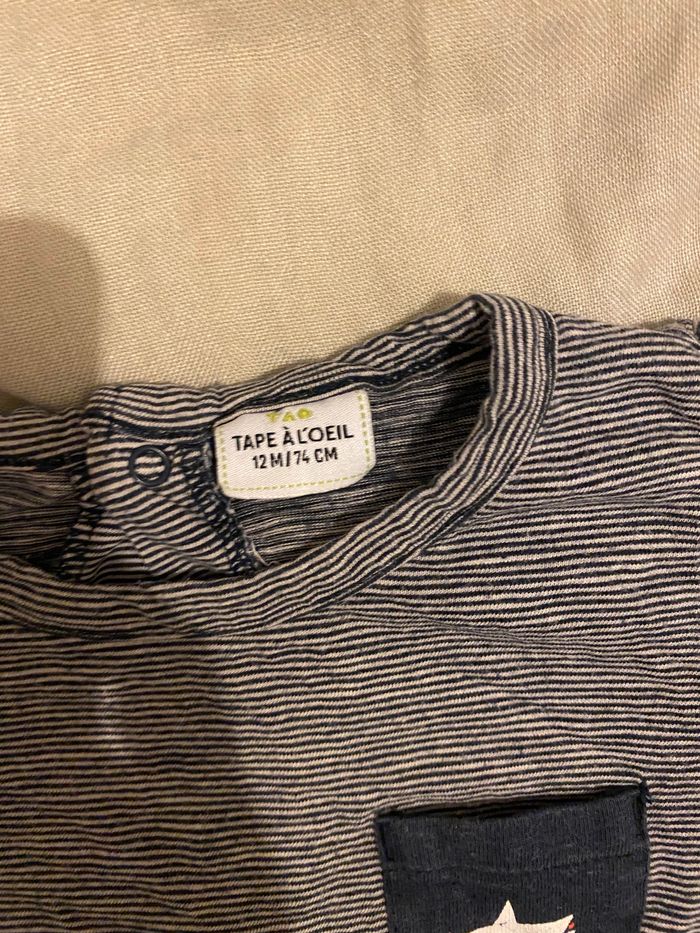 TAO
TAPE À L'OEIL
12 M / 74 CM